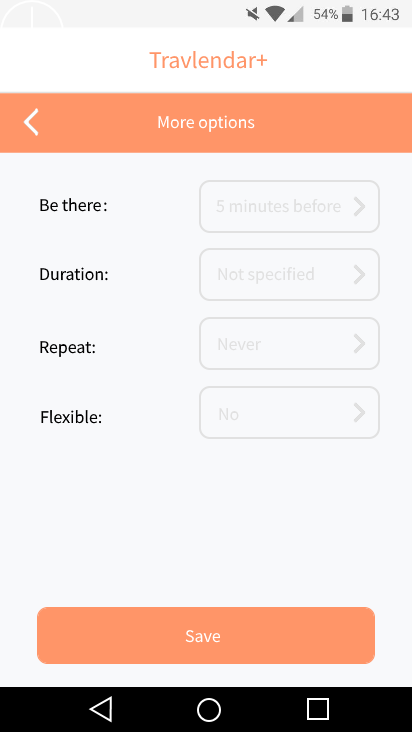 54% 16:43
Travlendar+
More options
Be there: 5 minutes before
Duration: Not specified
Repeat: Never
Flexible: No
Save